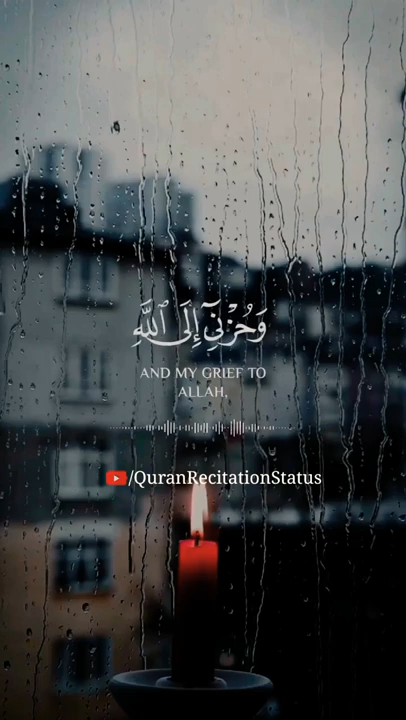 وَحُزْنِيٓ إِلَى ٱللَّهِ
AND MY GRIEF TO
ALLAH,
/QuranRecitationStatus